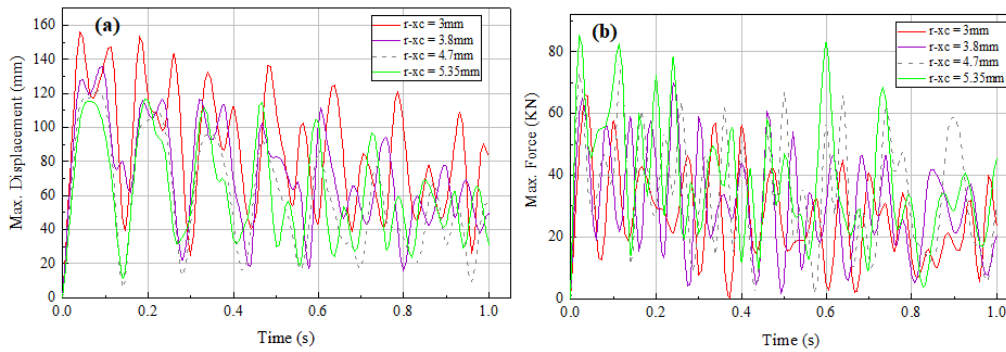 (a)
r-xc = 3mm
r-xc = 3.8mm
r-xc = 4.7mm
r-xc = 5.35mm
Max. Displacement (mm)
160
140
120
100
80
60
40
20
0
0.0 0.2 0.4 0.6 0.8 1.0
Time (s)
(b)
r-xc = 3mm
r-xc = 3.8mm
r-xc = 4.7mm
r-xc = 5.35mm
Max. Force (KN)
80
60
40
20
0
0.0 0.2 0.4 0.6 0.8 1.0
Time (s)